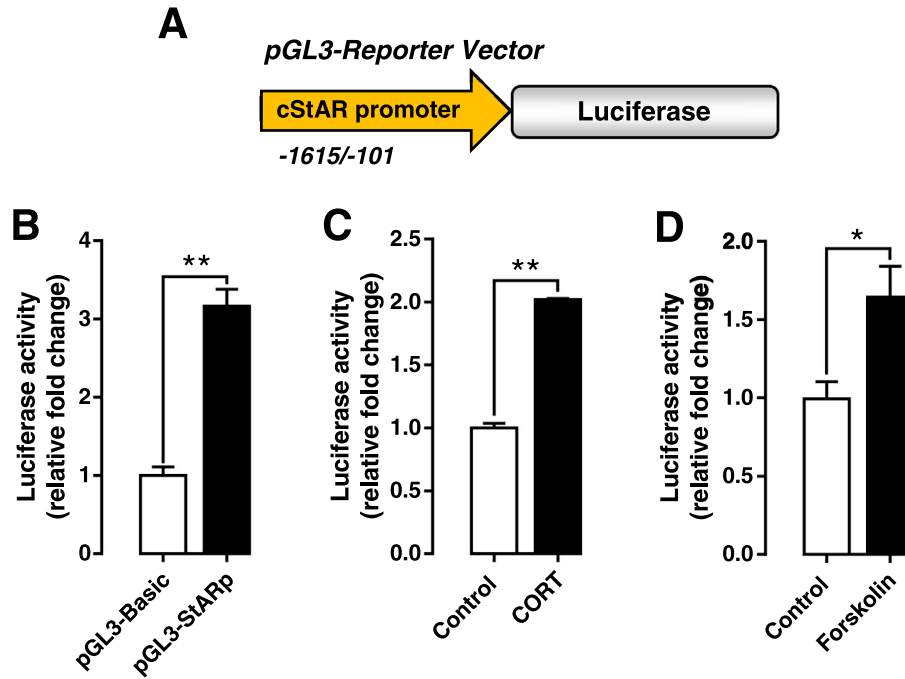 A
pGL3-Reporter Vector
cStAR promoter
Luciferase
-1615/-101
B
Luciferase activity
(relative fold change)
4
3
2
1
0
**
pGL3-Basic
pGL3-StARp
C
Luciferase activity
(relative fold change)
2.5
2.0
1.5
1.0
0.5
0.0
**
Control
CORT
D
Luciferase activity
(relative fold change)
2.0
1.5
1.0
0.5
0.0
*
Control
Forskolin